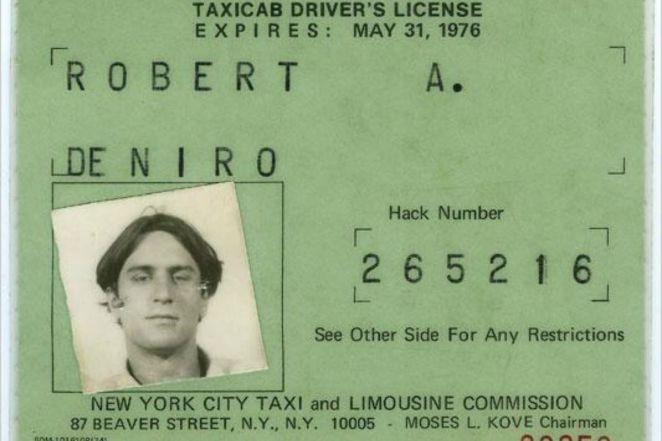 TAXICAB DRIVER'S LICENSE
EXPIRES: MAY 31, 1976
ROBERT A.
DE NIRO
Hack Number
265216
See Other Side For Any Restrictions
NEW YORK CITY TAXI and LIMOUSINE COMMISSION
87 BEAVER STREET, N.Y., N.Y. 10005 - MOSES L. KOVE Chairman